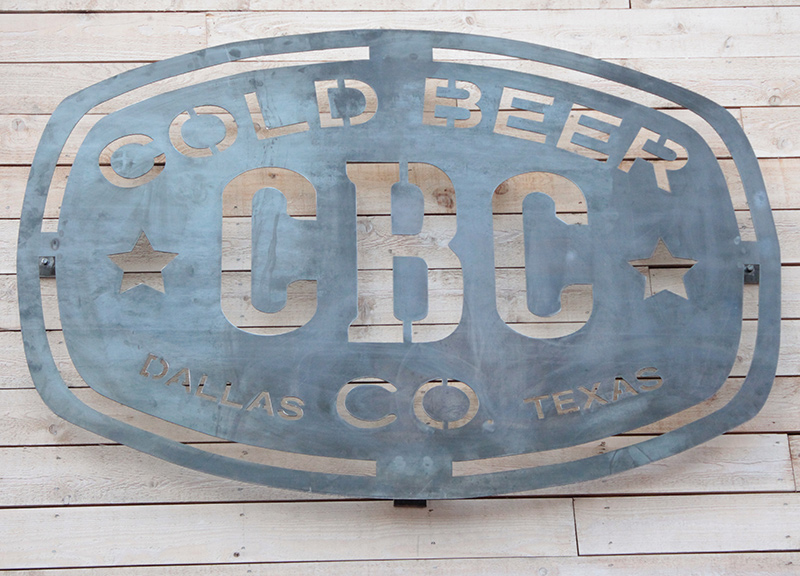 COLD BEER
CBC
DALLAS CO TEXAS